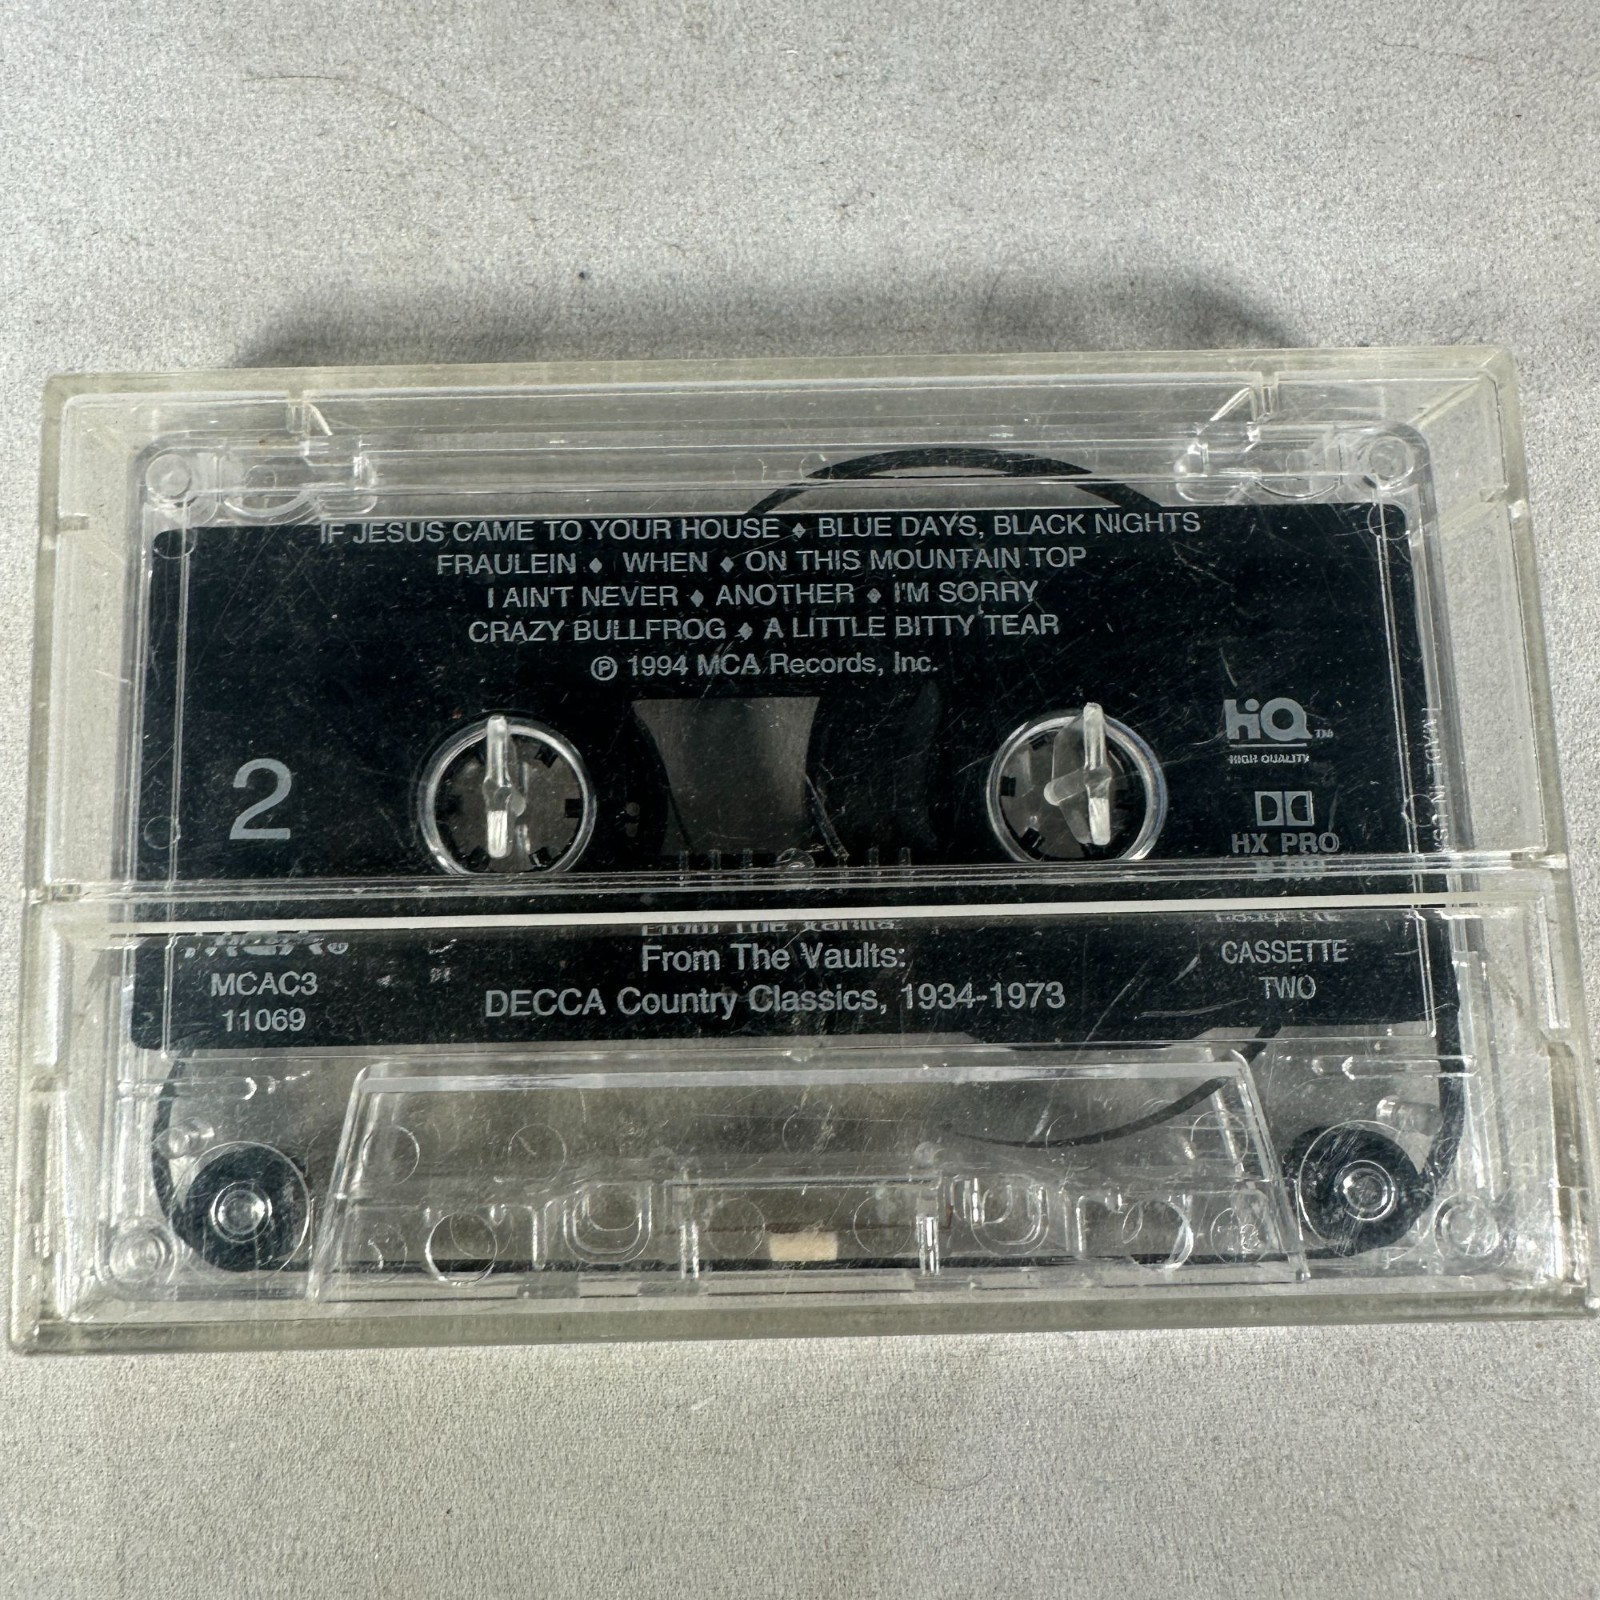 IF JESUS CAME TO YOUR HOUSE ♦ BLUE DAYS, BLACK NIGHTS
FRAULEIN ♦ WHEN ♦ ON THIS MOUNTAIN TOP
I AIN'T NEVER ♦ ANOTHER ♦ I'M SORRY
CRAZY BULLFROG ♦ A LITTLE BITTY TEAR
℗ 1994 MCA Records, Inc.
2
HiQ™
HIGH QUALITY
HX PRO
MCAC3
11069
From The Vaults:
DECCA Country Classics, 1934-1973
CASSETTE
TWO